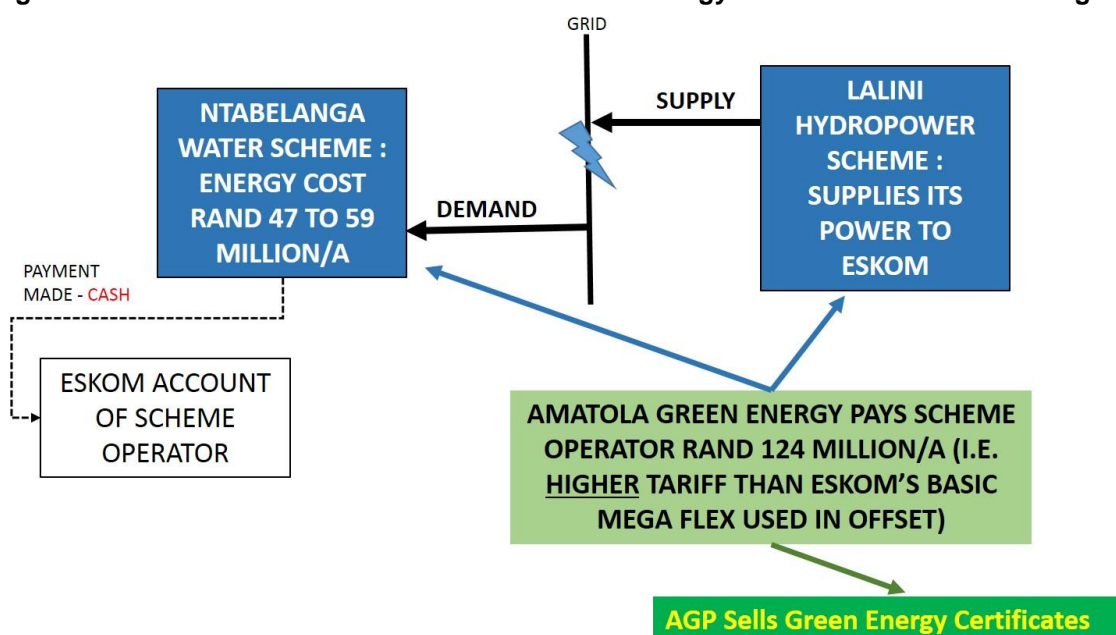 GRID
NTABELANGA
WATER SCHEME :
ENERGY COST
RAND 47 TO 59
MILLION/A
SUPPLY
LALINI
HYDROPOWER
SCHEME :
SUPPLIES ITS
POWER TO
ESKOM
DEMAND
PAYMENT
MADE - CASH
ESKOM ACCOUNT
OF SCHEME
OPERATOR
AMATOLA GREEN ENERGY PAYS SCHEME
OPERATOR RAND 124 MILLION/A (I.E.
HIGHER TARIFF THAN ESKOM'S BASIC
MEGA FLEX USED IN OFFSET)
AGP Sells Green Energy Certificates